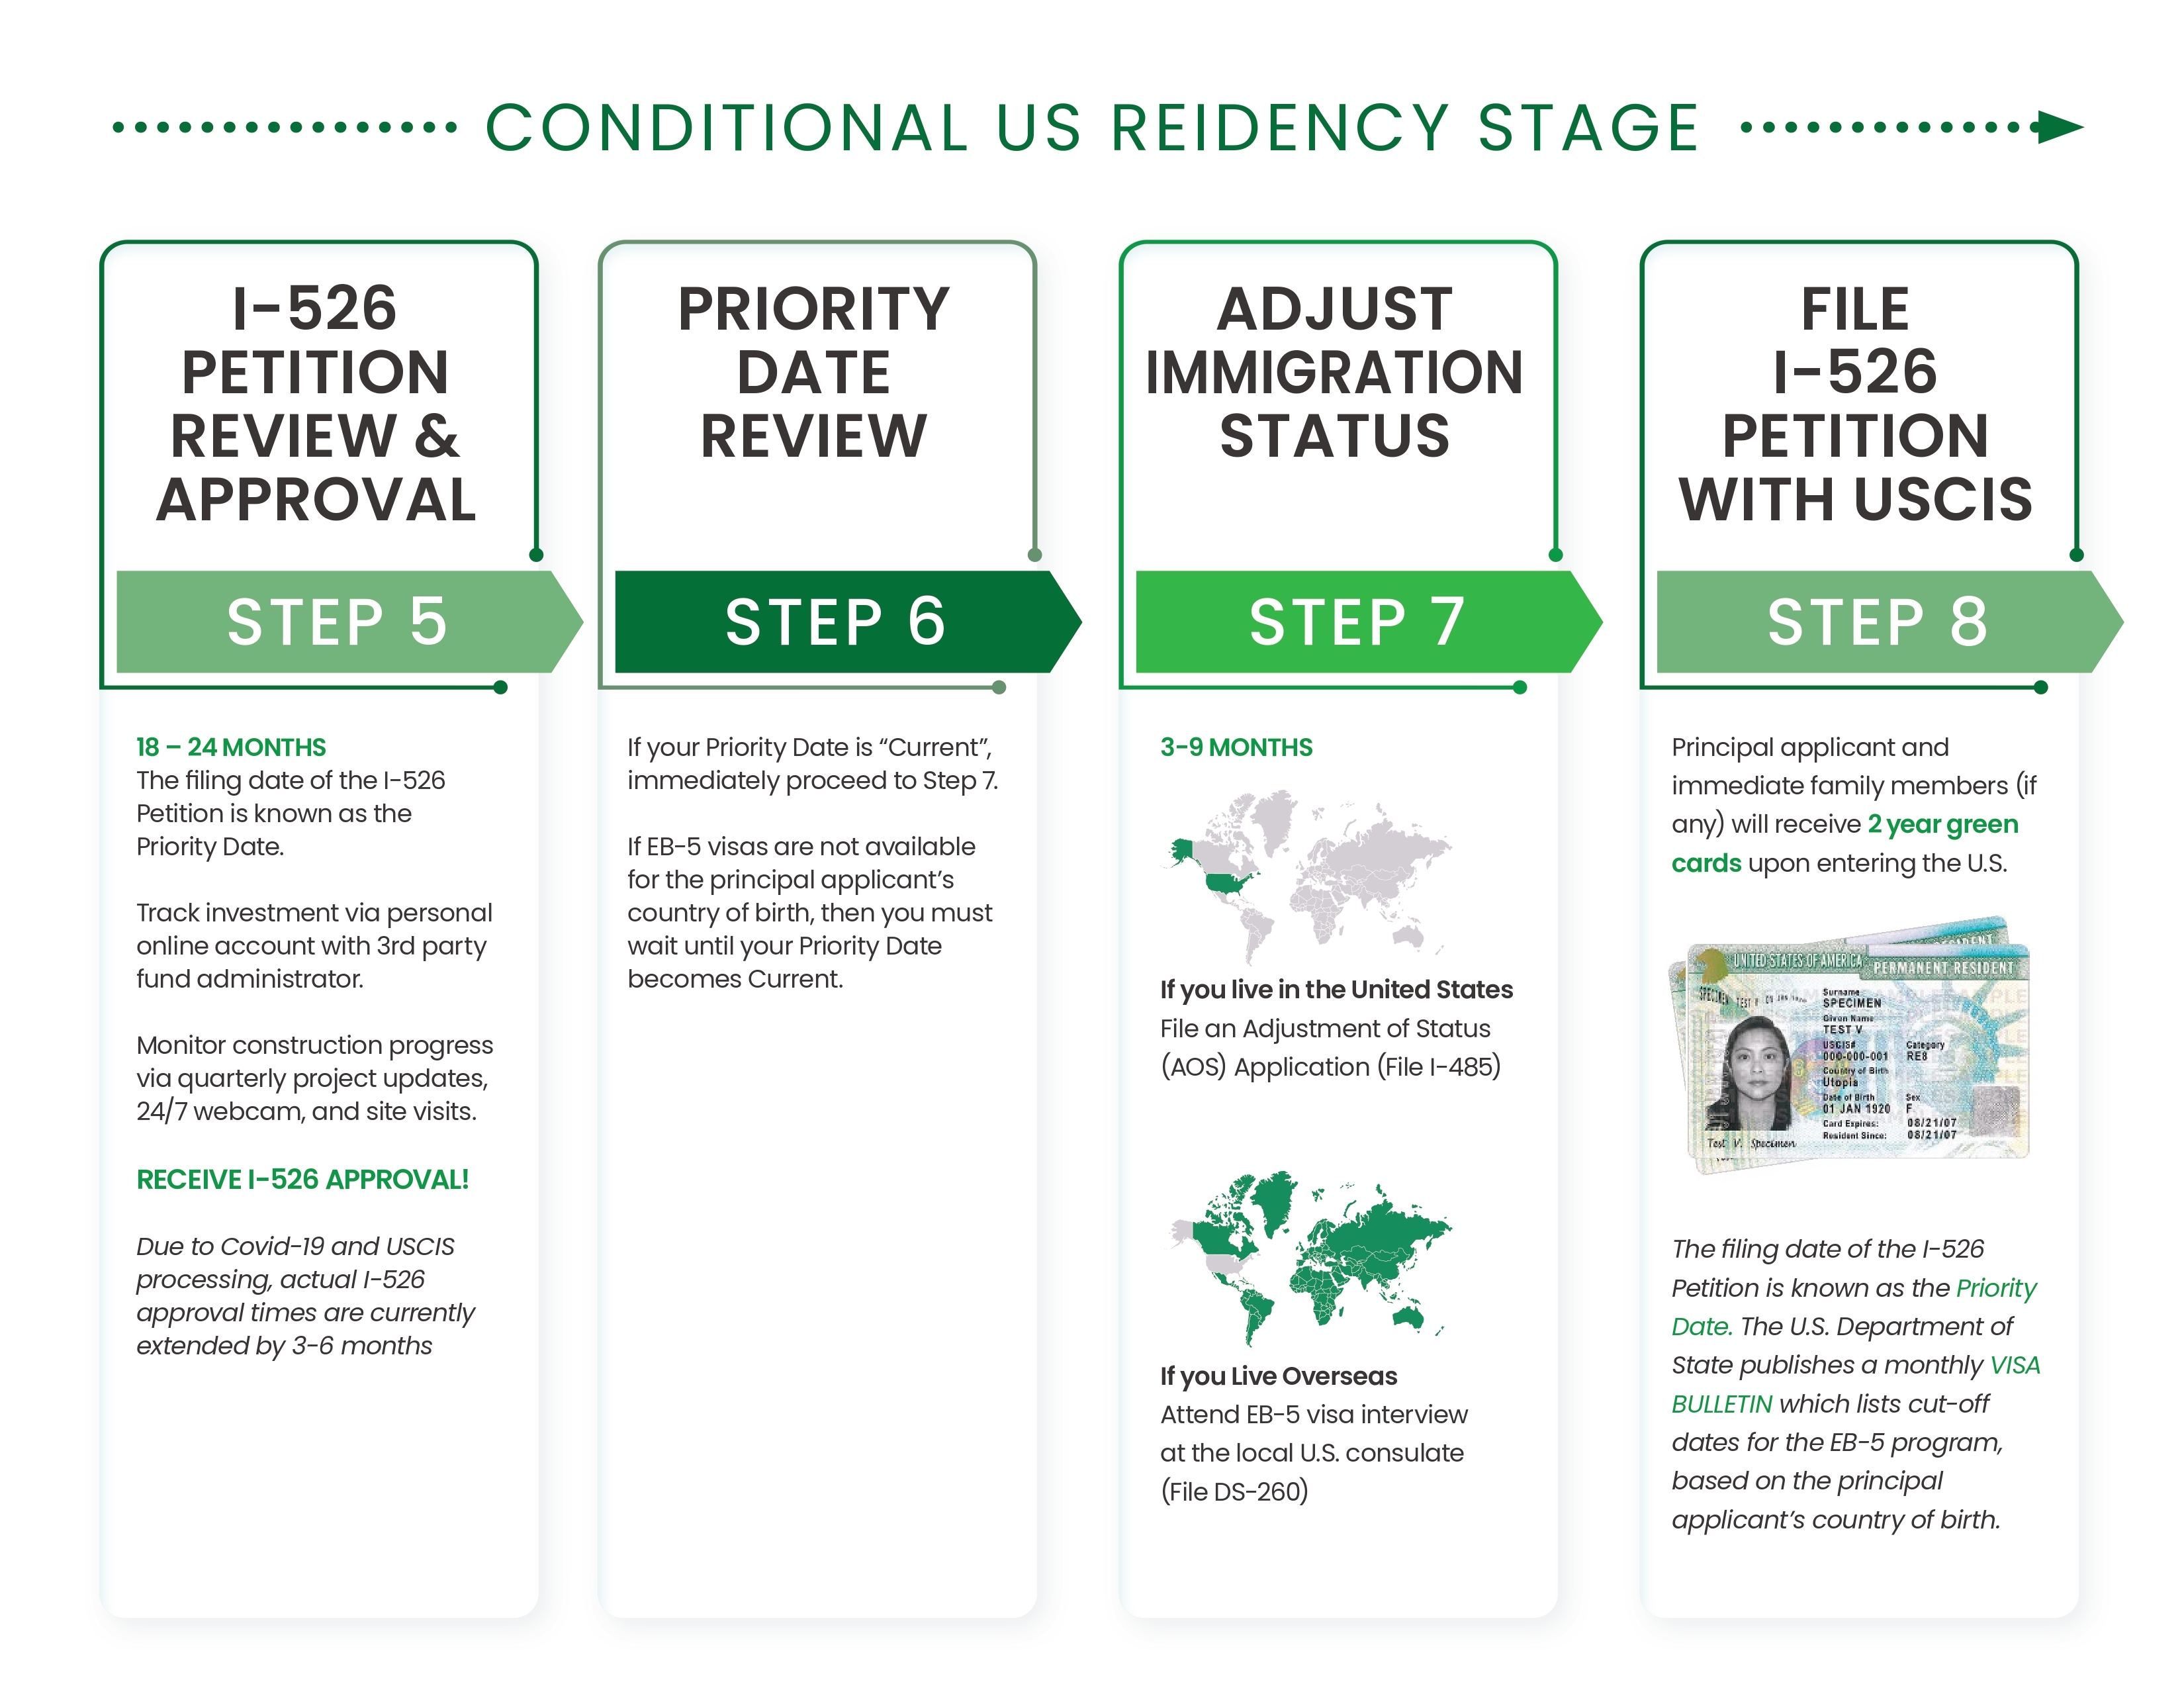 CONDITIONAL US REIDENCY STAGE
I-526
PETITION
REVIEW &
APPROVAL
STEP 5
18 – 24 MONTHS
The filing date of the I-526
Petition is known as the
Priority Date.
Track investment via personal
online account with 3rd party
fund administrator.
Monitor construction progress
via quarterly project updates,
24/7 webcam, and site visits.
RECEIVE I-526 APPROVAL!
Due to Covid-19 and USCIS
processing, actual I-526
approval times are currently
extended by 3-6 months
PRIORITY
DATE
REVIEW
STEP 6
If your Priority Date is “Current”,
immediately proceed to Step 7.
If EB-5 visas are not available
for the principal applicant’s
country of birth, then you must
wait until your Priority Date
becomes Current.
ADJUST
IMMIGRATION
STATUS
STEP 7
3-9 MONTHS
If you live in the United States
File an Adjustment of Status
(AOS) Application (File I-485)
If you Live Overseas
Attend EB-5 visa interview
at the local U.S. consulate
(File DS-260)
FILE
I-526
PETITION
WITH USCIS
STEP 8
Principal applicant and
immediate family members (if
any) will receive 2 year green
cards upon entering the U.S.
UNITED STATES OF AMERICA PERMANENT RESIDENT
SPECIMEN TEST V 01 JAN 1920
Surname
SPECIMEN
Given Name
TEST V
USCIS# Category
000-000-001 RE8
Country of Birth
Utopia
Date of Birth Sex
01 JAN 1920 F
Card Expires: 08/21/07
Resident Since: 08/21/07
Test V. Specimen
The filing date of the I-526
Petition is known as the Priority
Date. The U.S. Department of
State publishes a monthly VISA
BULLETIN which lists cut-off
dates for the EB-5 program,
based on the principal
applicant’s country of birth.